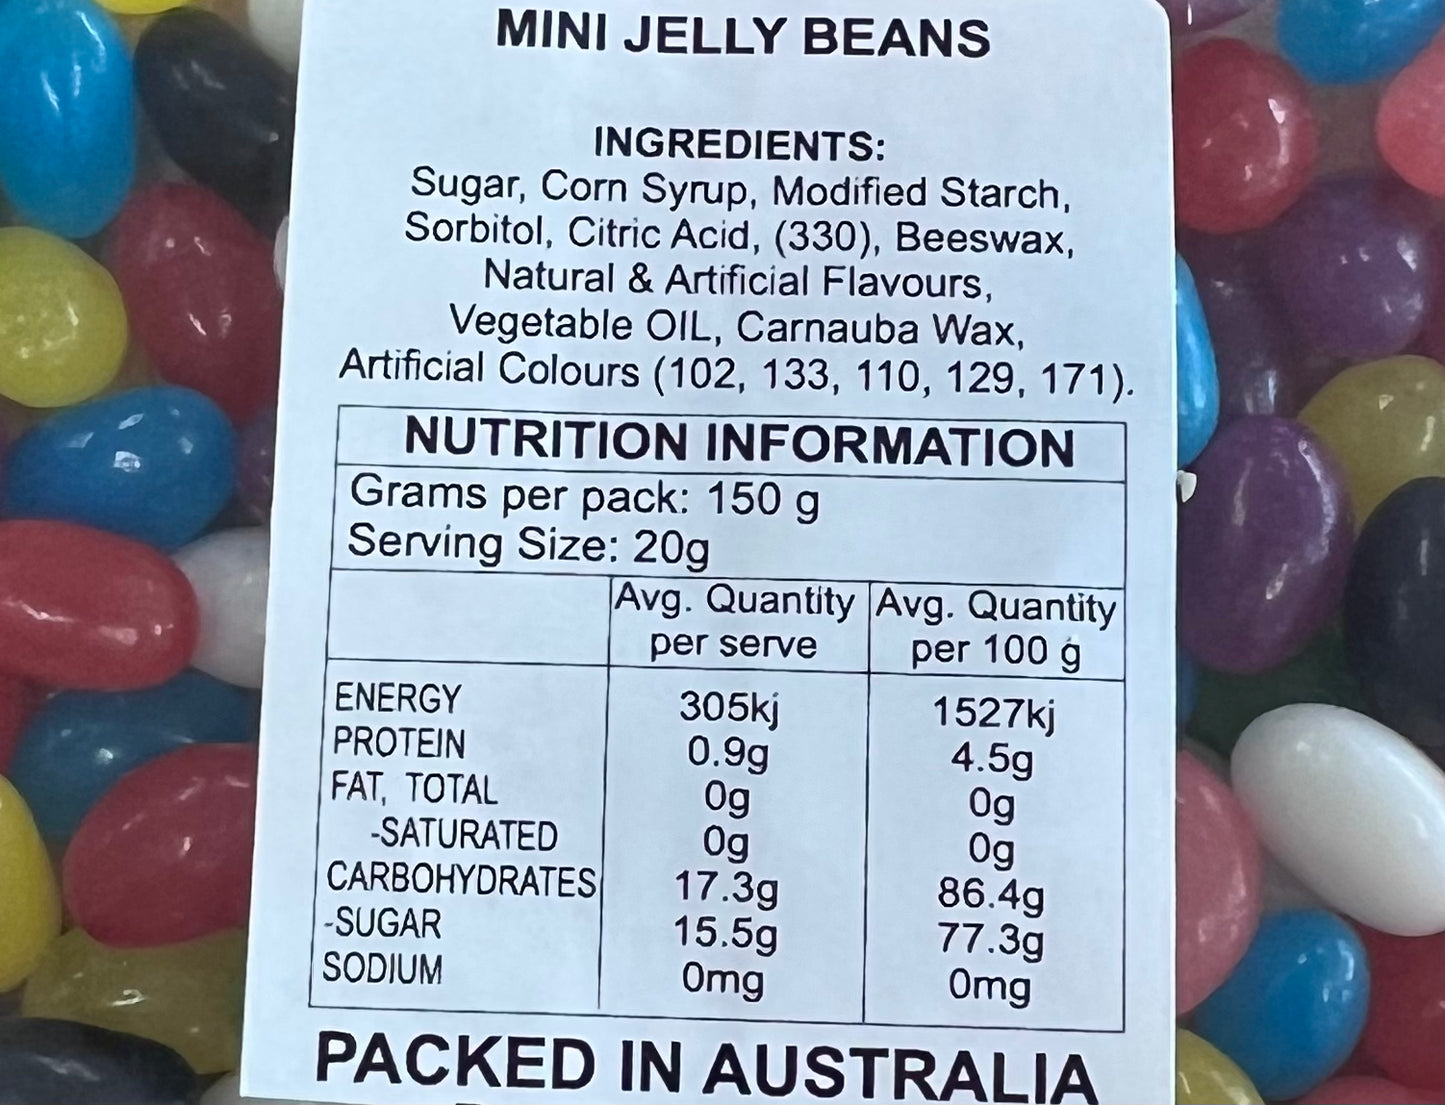 MINI JELLY BEANS
INGREDIENTS:
Sugar, Corn Syrup, Modified Starch,
Sorbitol, Citric Acid, (330), Beeswax,
Natural & Artificial Flavours,
Vegetable OIL, Carnauba Wax,
Artificial Colours (102, 133, 110, 129, 171).
NUTRITION INFORMATION
Grams per pack: 150 g
Serving Size: 20g
Avg. Quantity per serve Avg. Quantity per 100 g
ENERGY 305kj 1527kj
PROTEIN 0.9g 4.5g
FAT, TOTAL 0g 0g
-SATURATED 0g 0g
CARBOHYDRATES 17.3g 86.4g
-SUGAR 15.5g 77.3g
SODIUM 0mg 0mg
PACKED IN AUSTRALIA